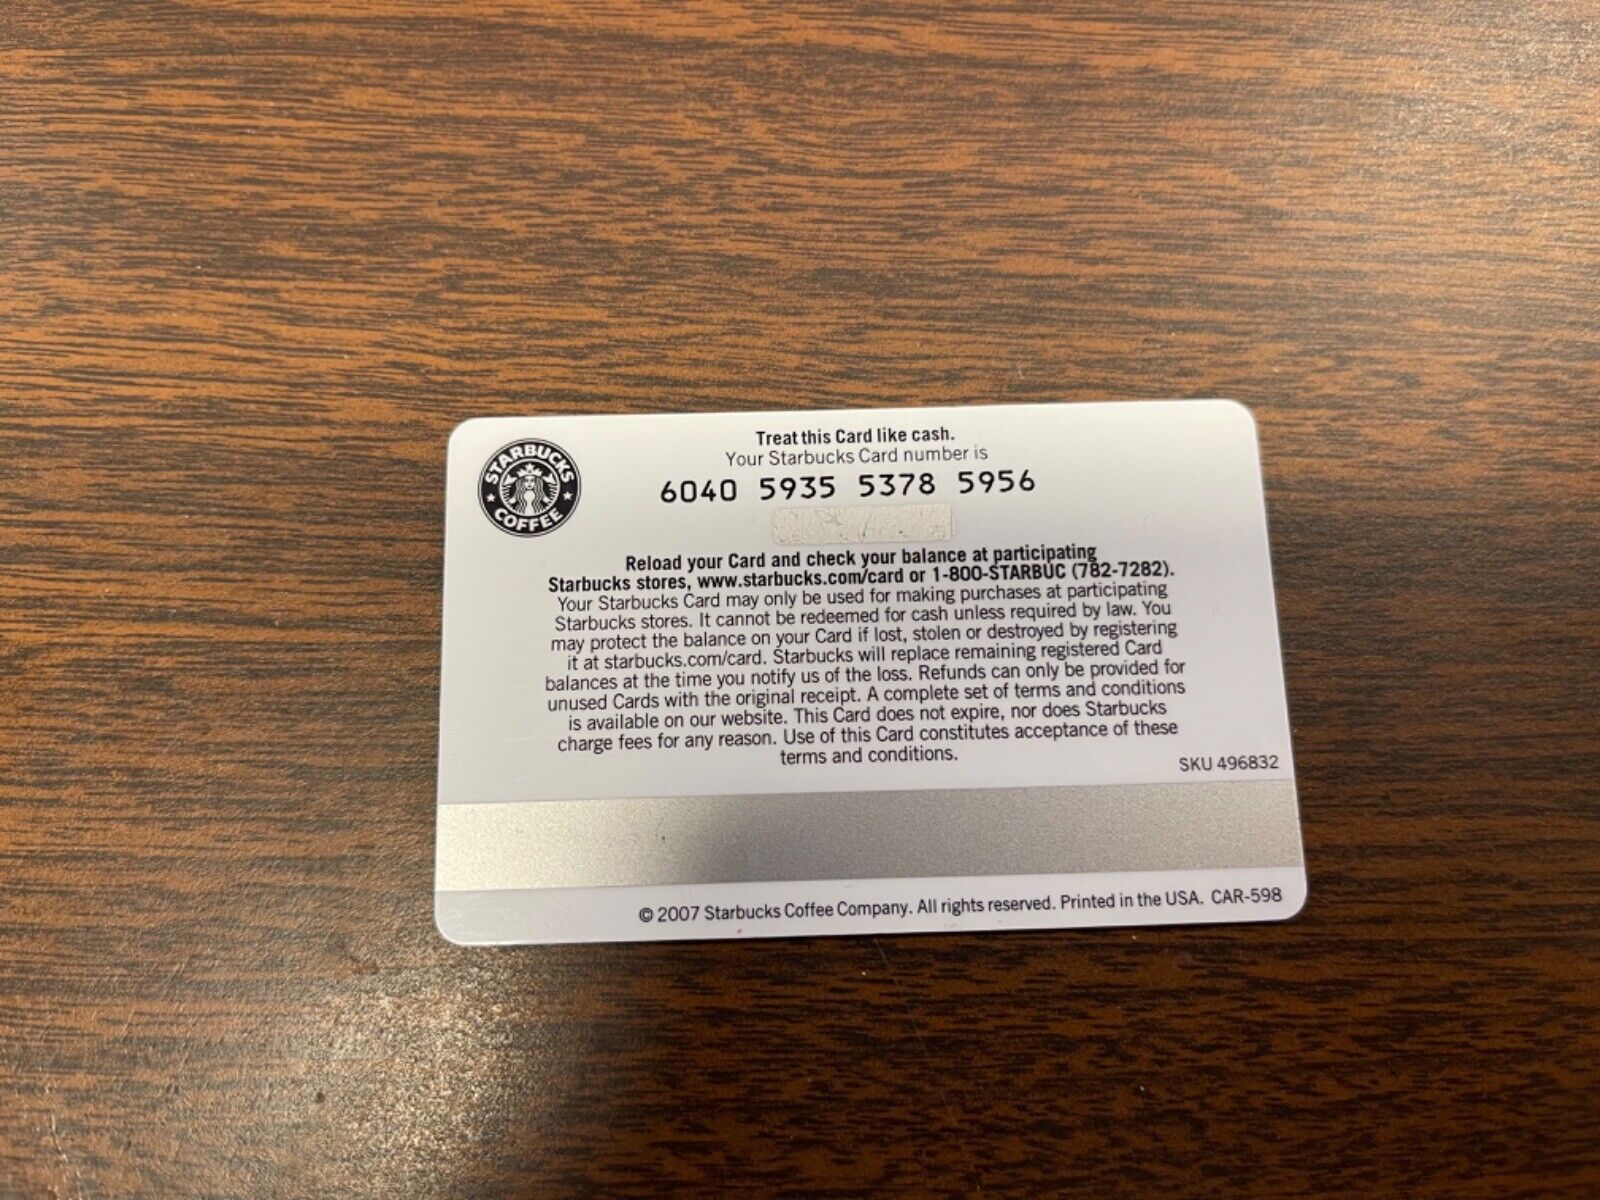 STARBUCKS COFFEE
Treat this Card like cash.
Your Starbucks Card number is
6040 5935 5378 5956
Reload your Card and check your balance at participating
Starbucks stores, www.starbucks.com/card or 1-800-STARBUC (782-7282).
Your Starbucks Card may only be used for making purchases at participating
Starbucks stores. It cannot be redeemed for cash unless required by law. You
may protect the balance on your Card if lost, stolen or destroyed by registering
it at starbucks.com/card. Starbucks will replace remaining registered Card
balances at the time you notify us of the loss. Refunds can only be provided for
unused Cards with the original receipt. A complete set of terms and conditions
is available on our website. This Card does not expire, nor does Starbucks
charge fees for any reason. Use of this Card constitutes acceptance of these
terms and conditions.
SKU 496832
© 2007 Starbucks Coffee Company. All rights reserved. Printed in the USA. CAR-598